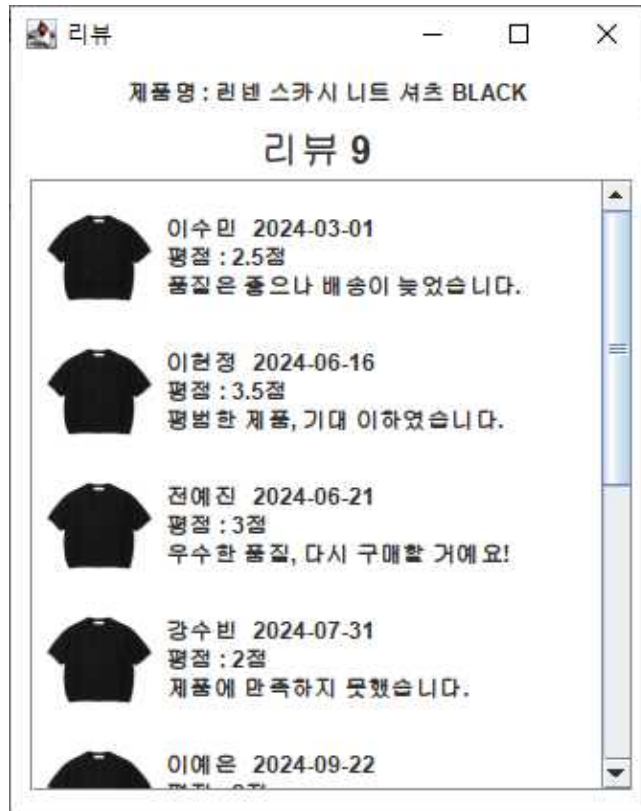 리뷰
제품명 : 린넨 스카시 니트 셔츠 BLACK
리뷰 9
이수민 2024-03-01
평점 : 2.5점
품질은 좋으나 배송이 늦었습니다.
이현정 2024-06-16
평점 : 3.5점
평범한 제품, 기대 이하였습니다.
전예진 2024-06-21
평점 : 3점
우수한 품질, 다시 구매할 거예요!
강수빈 2024-07-31
평점 : 2점
제품에 만족하지 못했습니다.
이예은 2024-09-22